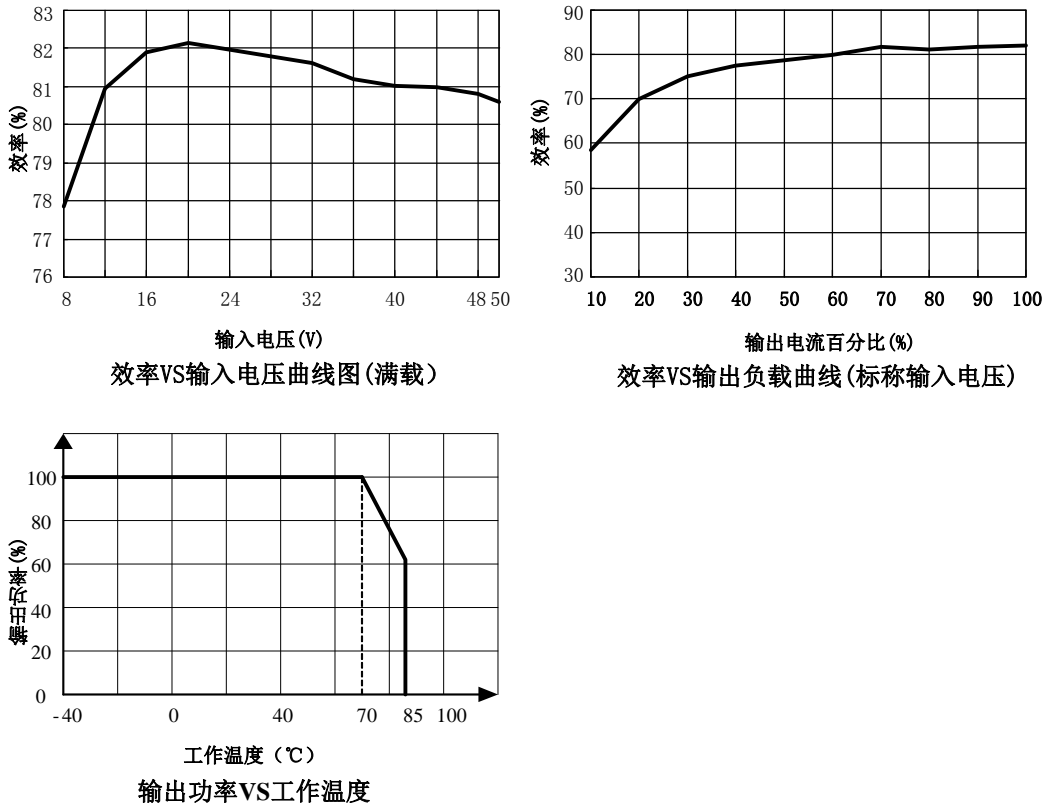 83
82
81
80
79
78
77
76
效率(%)
8 16 24 32 40 48 50
输入电压(V)
效率VS输入电压曲线图(满载)
90
80
70
60
50
40
30
效率(%)
10 20 30 40 50 60 70 80 90 100
输出电流百分比(%)
效率VS输出负载曲线(标称输入电压)
100
80
60
40
20
0
输出功率(%)
-40 0 40 70 85 100
工作温度（℃）
输出功率VS工作温度